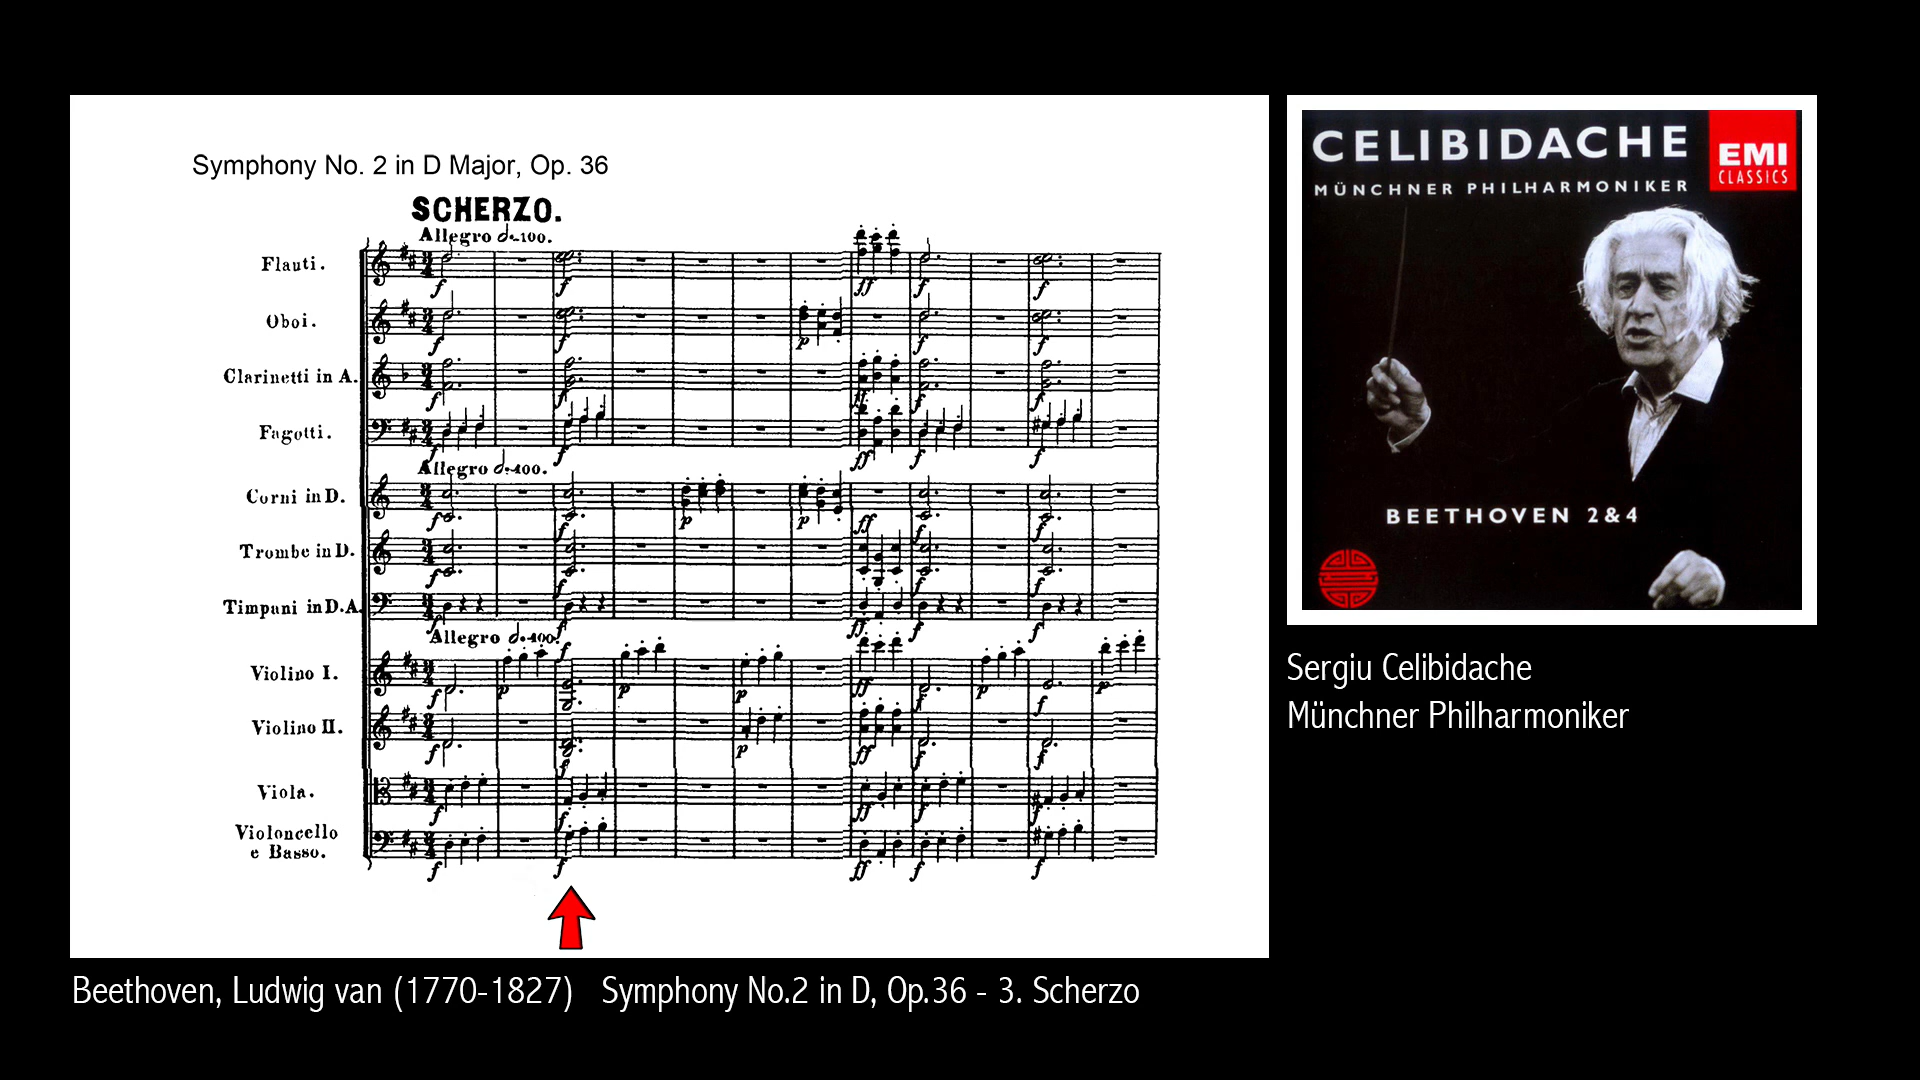 Symphony No. 2 in D Major, Op. 36
SCHERZO.
Allegro 𝅗𝅥.=100.
Flauti.
Oboi.
Clarinetti in A.
Fagotti.
Allegro 𝅗𝅥.=100.
Corni in D.
Trombe in D.
Timpani in D.A.
Allegro 𝅗𝅥.=100.
Violino I.
Violino II.
Viola.
Violoncello
e Basso.
CELIBIDACHE
MÜNCHNER PHILHARMONIKER
EMI
CLASSICS
BEETHOVEN 2&4
Sergiu Celibidache
Münchner Philharmoniker
Beethoven, Ludwig van (1770-1827) Symphony No.2 in D, Op.36 - 3. Scherzo